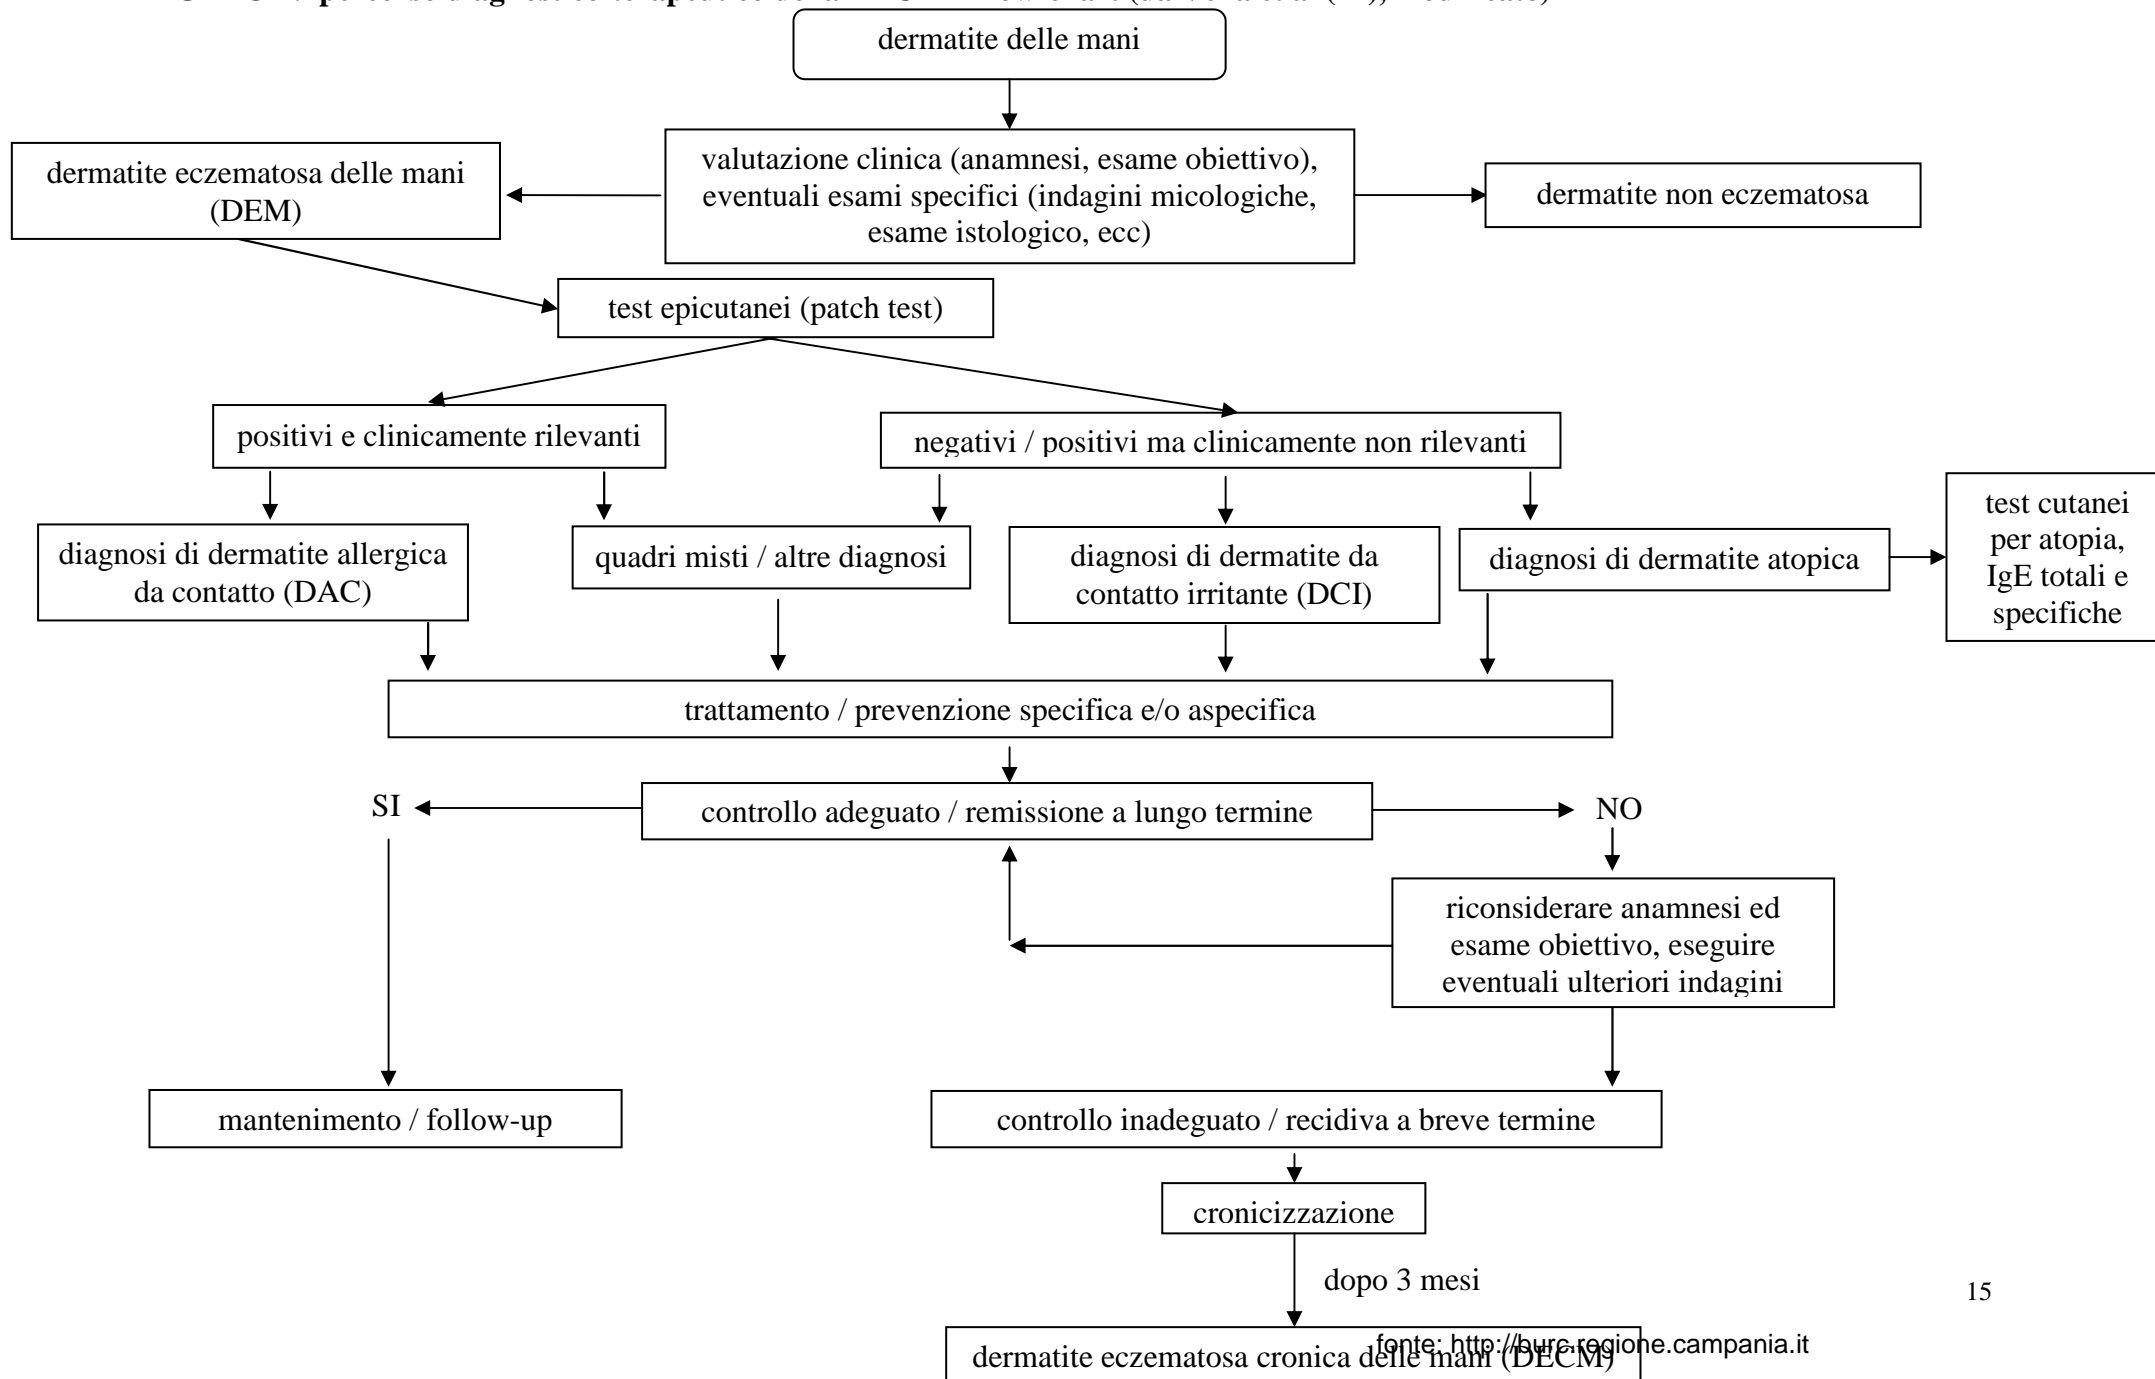 dermatite delle mani
valutazione clinica (anamnesi, esame obiettivo),
eventuali esami specifici (indagini micologiche,
esame istologico, ecc)
dermatite eczematosa delle mani
(DEM)
dermatite non eczematosa
test epicutanei (patch test)
positivi e clinicamente rilevanti
negativi / positivi ma clinicamente non rilevanti
diagnosi di dermatite allergica
da contatto (DAC)
quadri misti / altre diagnosi
diagnosi di dermatite da
contatto irritante (DCI)
diagnosi di dermatite atopica
test cutanei
per atopia,
IgE totali e
specifiche
trattamento / prevenzione specifica e/o aspecifica
SI
controllo adeguato / remissione a lungo termine
NO
riconsiderare anamnesi ed
esame obiettivo, eseguire
eventuali ulteriori indagini
mantenimento / follow-up
controllo inadeguato / recidiva a breve termine
cronicizzazione
dopo 3 mesi
15
dermatite eczematosa cronica delle mani (DECM)
fonte: http://burc.regione.campania.it